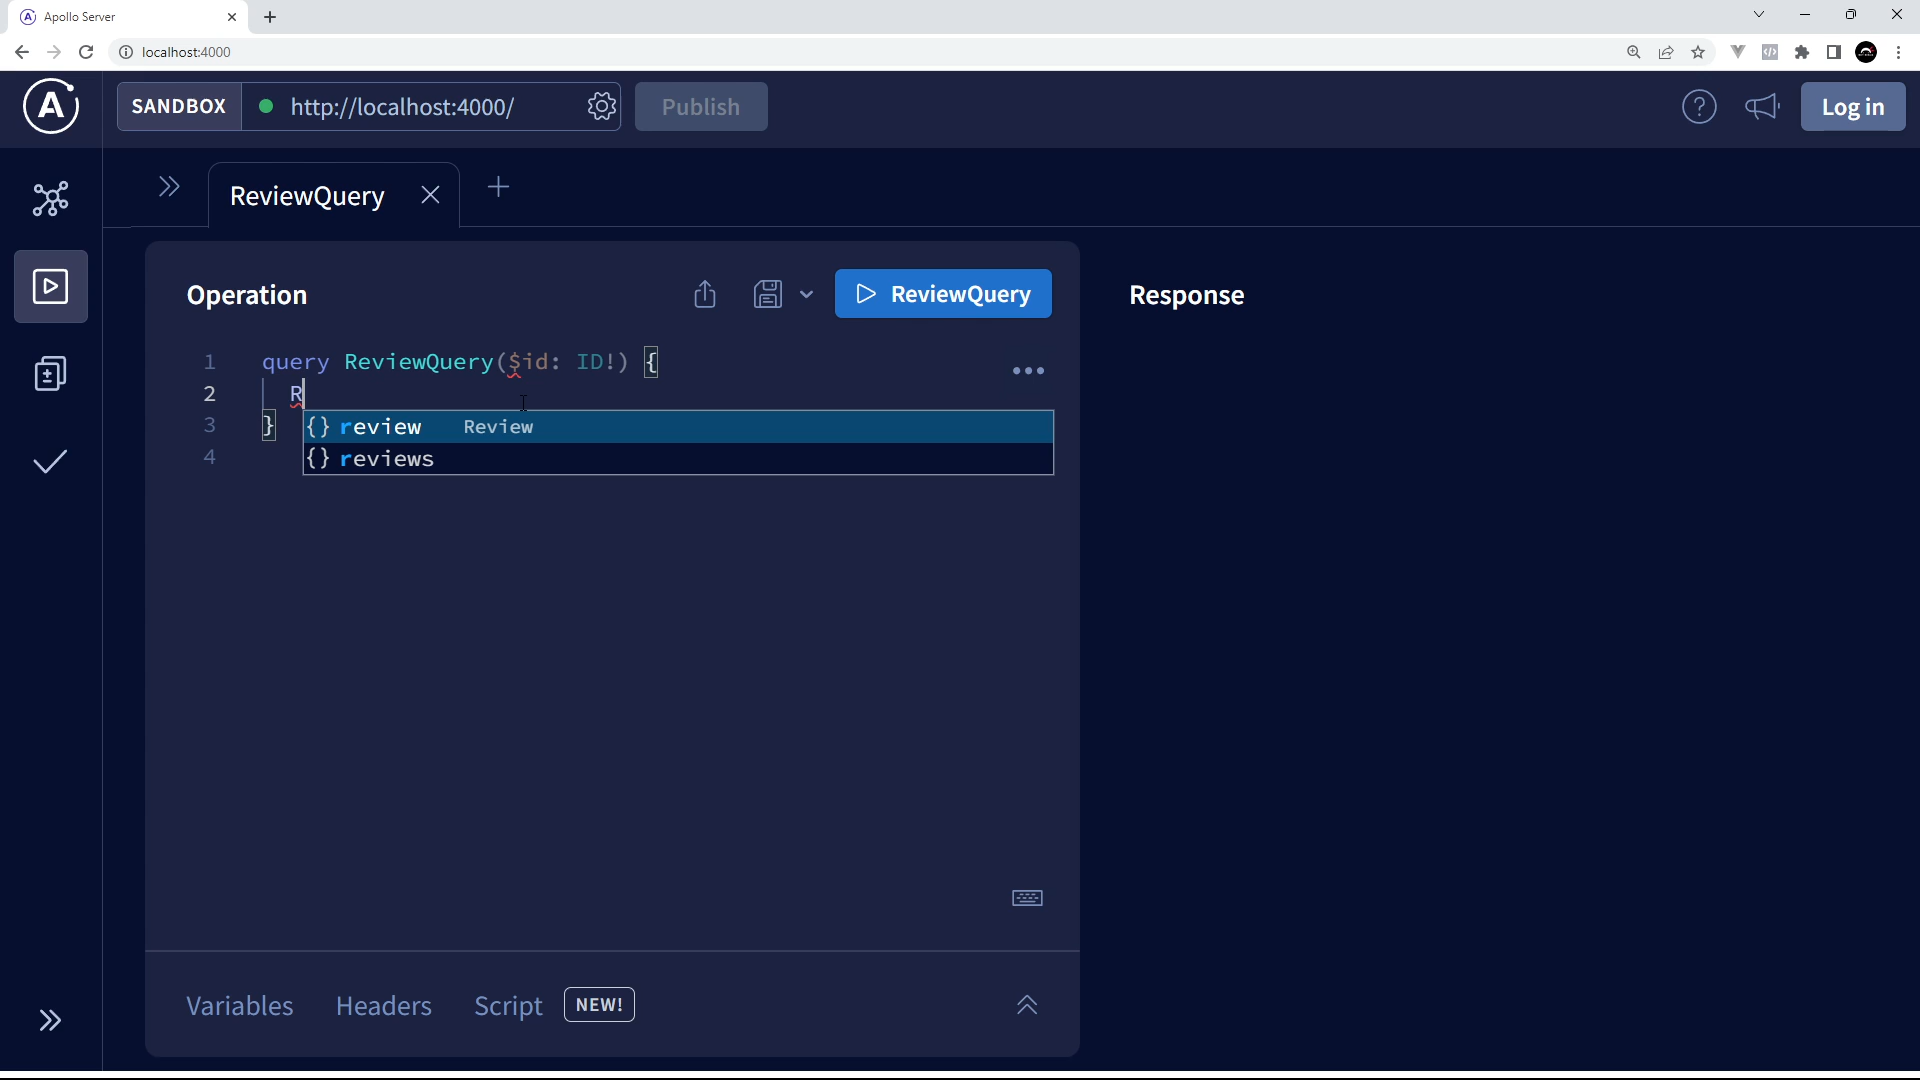 Apollo Server
localhost:4000
SANDBOX http://localhost:4000/ Publish
Log in
ReviewQuery
Operation
ReviewQuery
Response
1 query ReviewQuery($id: ID!) {
2 R
3 }
4
{} review Review
{} reviews
Variables Headers Script NEW!